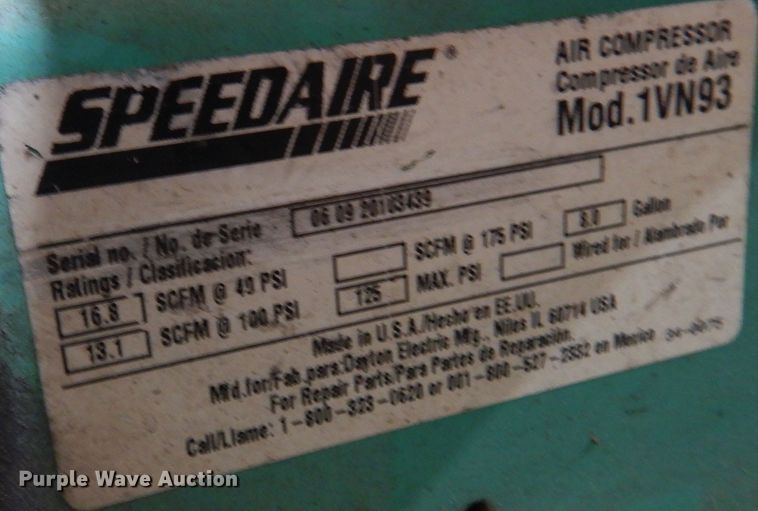 SPEEDAIRE®
AIR COMPRESSOR
Compressor de Aire
Mod.1VN93
Serial no. / No. de Serie 06 09 20103439
Ratings / Clasificacion:
16.8 SCFM @ 40 PSI SCFM @ 175 PSI 8.0 Gallon
13.1 SCFM @ 100 PSI 125 MAX. PSI Wired for / Alambrado Por
Made in U.S.A./Hecho en EE.UU.
Mfd.for/Fab.para:Dayton Electric Mfg., Niles IL 60714 USA
For Repair Parts/Para Partes de Reparación.
Call/Llame: 1-800-323-0620 or 001-800-527-2332 en Mexico
Purple Wave Auction®